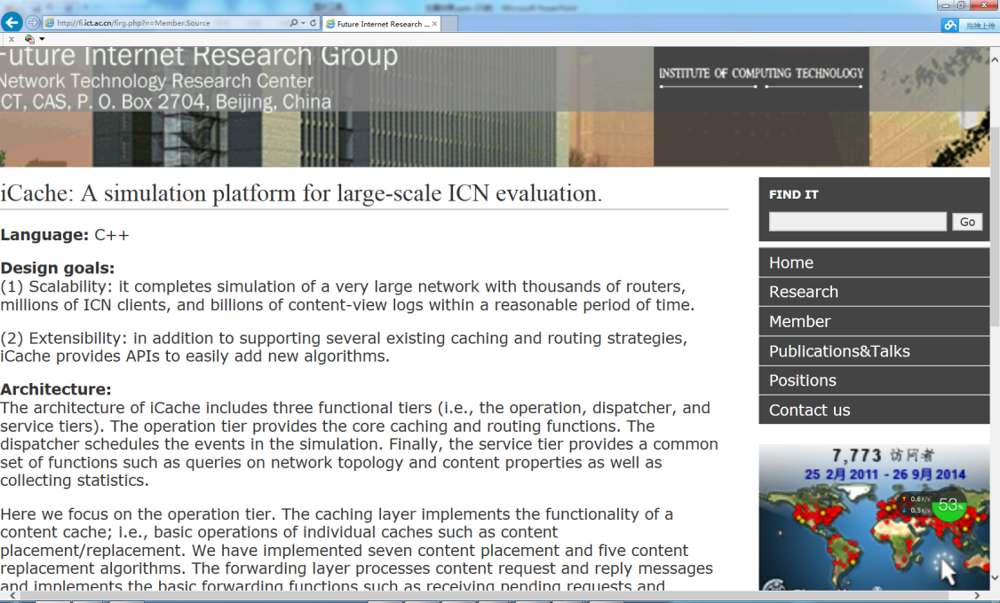 http://fi.ict.ac.cn/firg.php?n=Member.Source
Future Internet Research ...
拖拽上传
Future Internet Research Group
Network Technology Research Center
ICT, CAS, P. O. Box 2704, Beijing, China
INSTITUTE OF COMPUTING TECHNOLOGY
iCache: A simulation platform for large-scale ICN evaluation.
Language: C++
Design goals:
(1) Scalability: it completes simulation of a very large network with thousands of routers,
millions of ICN clients, and billions of content-view logs within a reasonable period of time.
(2) Extensibility: in addition to supporting several existing caching and routing strategies,
iCache provides APIs to easily add new algorithms.
Architecture:
The architecture of iCache includes three functional tiers (i.e., the operation, dispatcher, and
service tiers). The operation tier provides the core caching and routing functions. The
dispatcher schedules the events in the simulation. Finally, the service tier provides a common
set of functions such as queries on network topology and content properties as well as
collecting statistics.
Here we focus on the operation tier. The caching layer implements the functionality of a
content cache; i.e., basic operations of individual caches such as content
placement/replacement. We have implemented seven content placement and five content
replacement algorithms. The forwarding layer processes content request and reply messages
and implements the basic forwarding functions such as receiving pending requests and
FIND IT
Go
Home
Research
Member
Publications&Talks
Positions
Contact us
7,773 访问者
25 2月 2011 - 26 9月 2014
0.6K/s
0.5K/s
53%